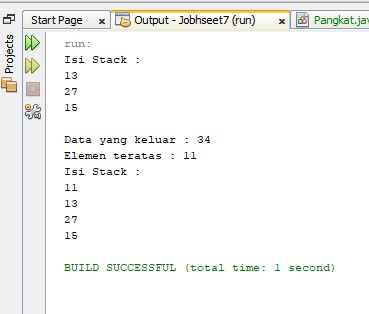 Start Page
Output - Jobhseet7 (run)
Pangkat.jav
Projects
run:
Isi Stack :
13
27
15
Data yang keluar : 34
Elemen teratas : 11
Isi Stack :
11
13
27
15
BUILD SUCCESSFUL (total time: 1 second)